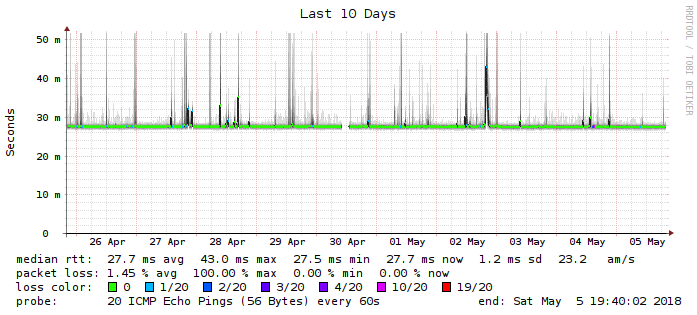 Last 10 Days
RRDTOOL / TOBI OETIKER
Seconds
50 m
40 m
30 m
20 m
10 m
0
26 Apr 27 Apr 28 Apr 29 Apr 30 Apr 01 May 02 May 03 May 04 May 05 May
median rtt: 27.7 ms avg 43.0 ms max 27.5 ms min 27.7 ms now 1.2 ms sd 23.2 am/s
packet loss: 1.45 % avg 100.00 % max 0.00 % min 0.00 % now
loss color: 0 1/20 2/20 3/20 4/20 10/20 19/20
probe: 20 ICMP Echo Pings (56 Bytes) every 60s end: Sat May 5 19:40:02 2018